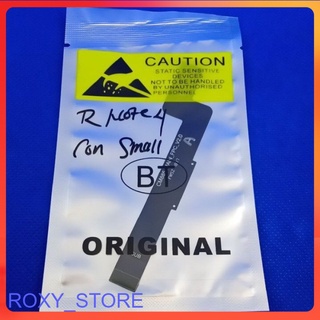 CAUTION
STATIC SENSITIVE
DEVICES
NOT TO BE HANDLED
BY UNAUTHORISED
PERSONNEL
R Note 4
Con Small
BT
A
ORIGINAL
ROXY_STORE